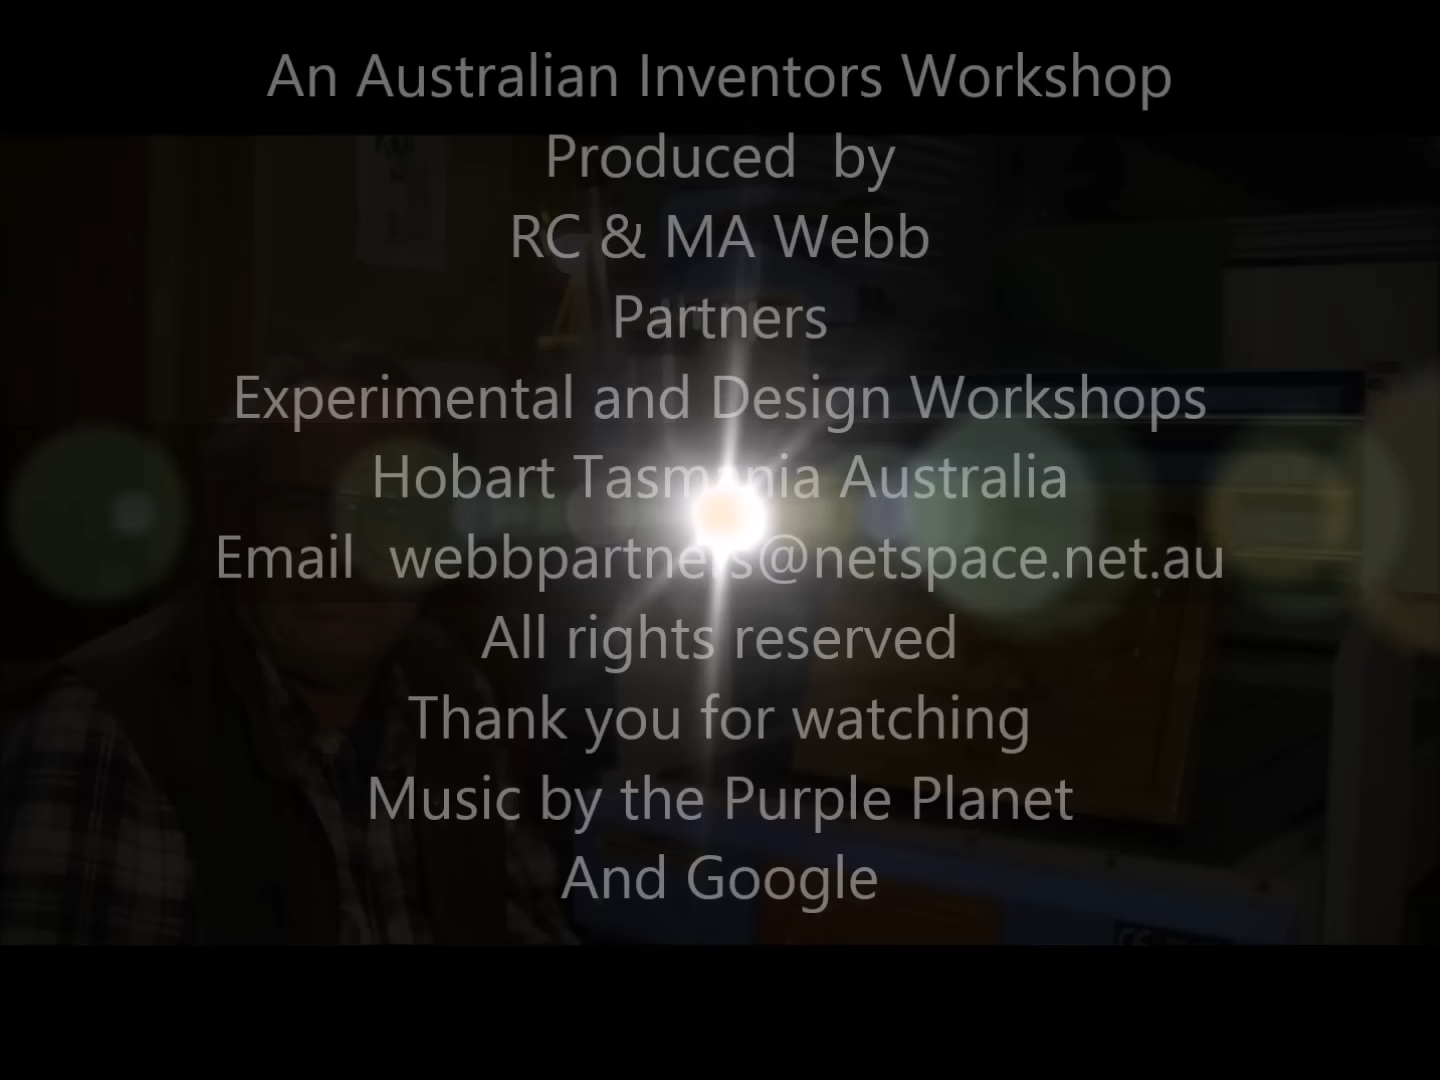 An Australian Inventors Workshop
Produced  by
RC & MA Webb
Partners
Experimental and Design Workshops
Hobart Tasmania Australia
Email  webbpartners@netspace.net.au
All rights reserved
Thank you for watching
Music by the Purple Planet
And Google